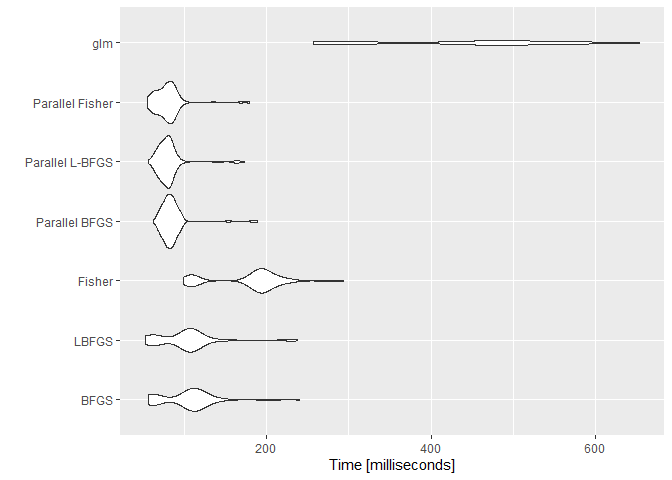 glm
Parallel Fisher
Parallel L-BFGS
Parallel BFGS
Fisher
LBFGS
BFGS
200 400 600
Time [milliseconds]